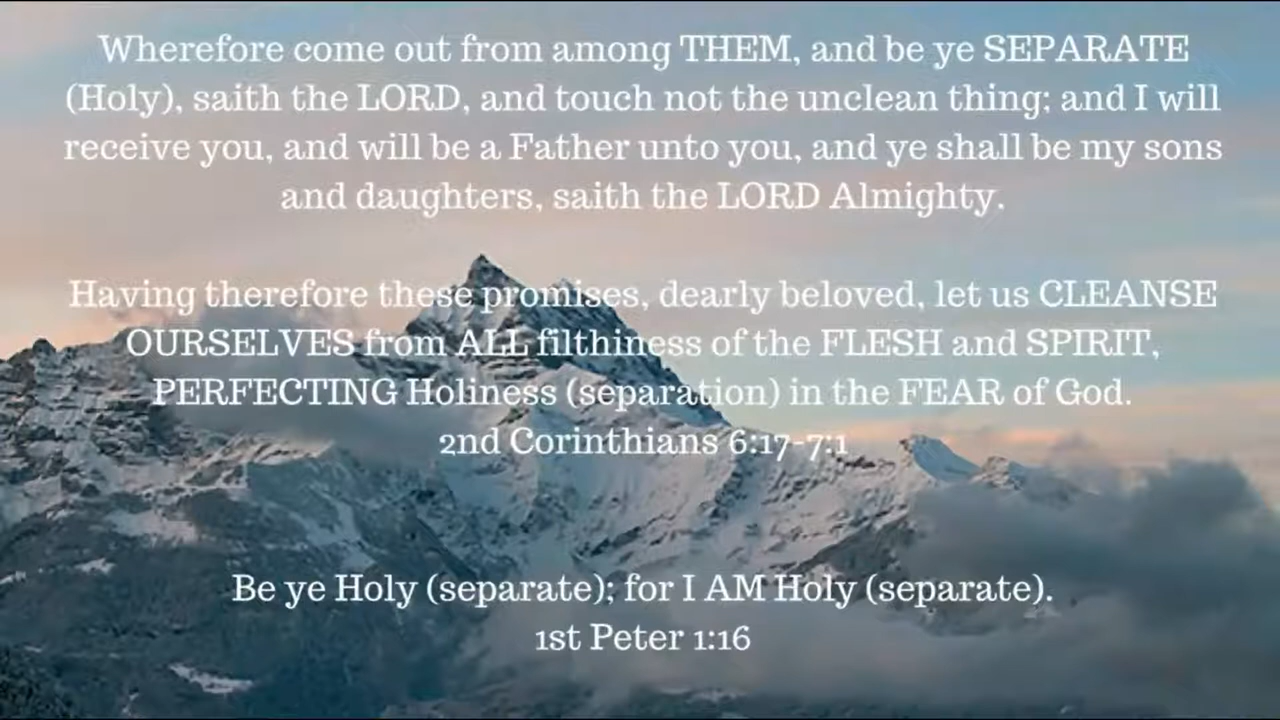 Wherefore come out from among THEM, and be ye SEPARATE
(Holy), saith the LORD, and touch not the unclean thing; and I will
receive you, and will be a Father unto you, and ye shall be my sons
and daughters, saith the LORD Almighty.
Having therefore these promises, dearly beloved, let us CLEANSE
OURSELVES from ALL filthiness of the FLESH and SPIRIT,
PERFECTING Holiness (separation) in the FEAR of God.
2nd Corinthians 6:17-7:1
Be ye Holy (separate); for I AM Holy (separate).
1st Peter 1:16